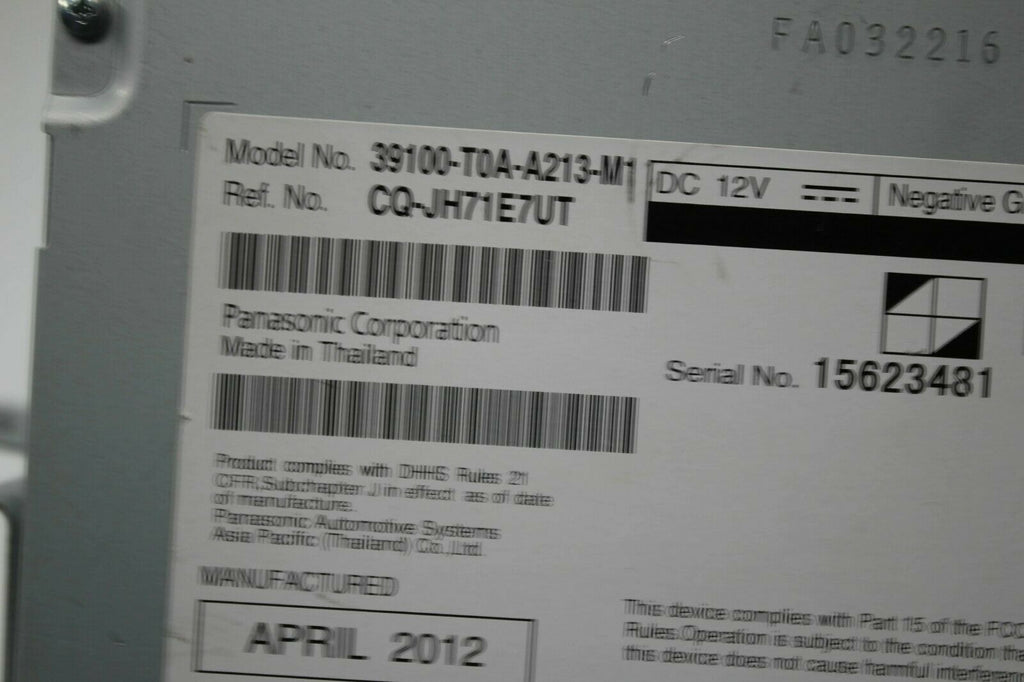 FA032216
Model No. 39100-T0A-A213-M1
Ref. No. CQ-JH71E7UT
DC 12V
Negative G
Panasonic Corporation
Made in Thailand
Serial No. 15623481
Product complies with DHHS Rules 21
CFR,Subchapter J in effect as of date
of manufacture.
Panasonic Automotive Systems
Asia Pacific (Thailand) Co.,Ltd.
MANUFACTURED
APRIL 2012
This device complies with Part 15 of the FCC
Rules.Operation is subject to the condition tha
this device does not cause harmful interferen